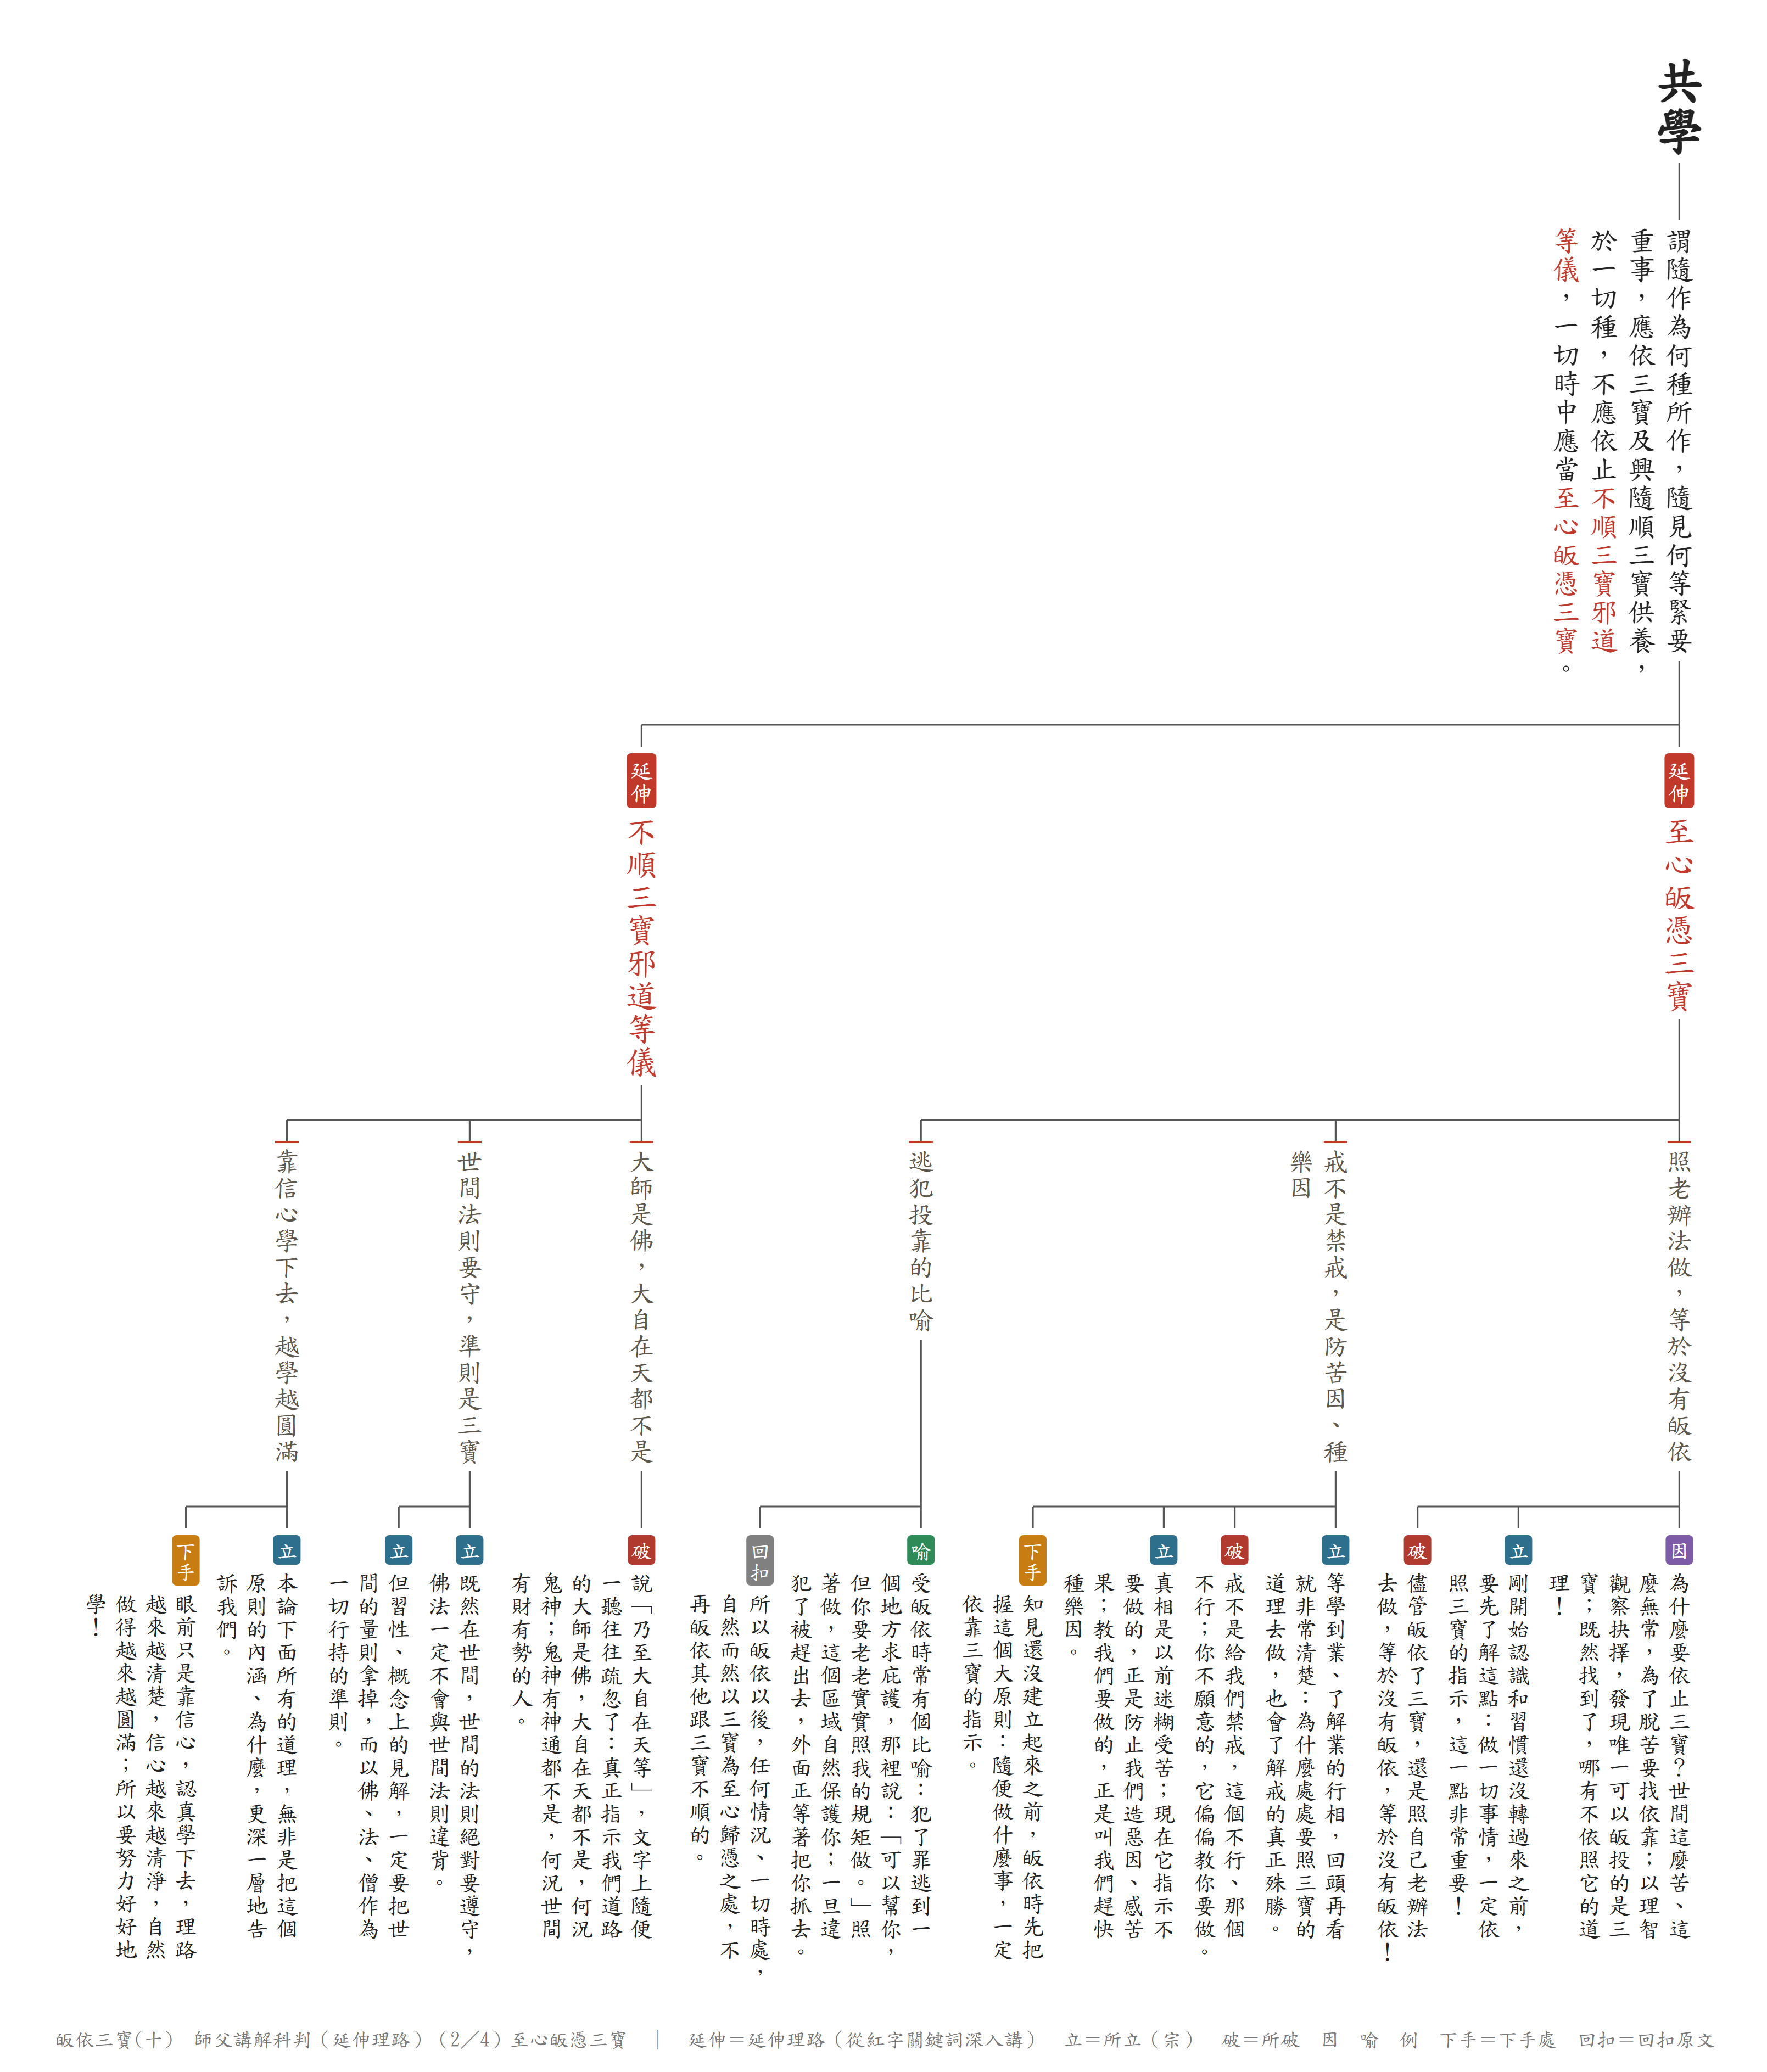 共學
謂隨作為何種所作，隨見何等緊要
重事，應依三寶及興隨順三寶供養，
於一切種，不應依止不順三寶邪道
等儀，一切時中應當至心皈憑三寶。
延伸
至心皈憑三寶
照老辦法做，等於沒有皈依
因
為什麼要依止三寶？世間這麼苦、這
麼無常，為了脫苦要找依靠；以理智
觀察抉擇，發現唯一可以皈投的是三
寶；既然找到了，哪有不依照它的道
理！
立
剛開始認識和習慣還沒轉過來之前，
要先了解這點：做一切事情，一定依
照三寶的指示，這一點非常重要！
破
儘管皈依了三寶，還是照自己老辦法
去做，等於沒有皈依，等於沒有皈依！
戒不是禁戒，是防苦因、種
樂因
立
等學到業、了解業的行相，回頭再看
就非常清楚：為什麼處處要照三寶的
道理去做，也會了解戒的真正殊勝。
破
戒不是給我們禁戒，這個不行、那個
不行；你不願意的，它偏偏教你要做。
立
真相是以前迷糊受苦；現在它指示不
要做的，正是防止我們造惡因、感苦
果；教我們要做的，正是叫我們趕快
種樂因。
下手
知見還沒建立起來之前，皈依時先把
握這個大原則：隨便做什麼事，一定
依靠三寶的指示。
逃犯投靠的比喻
喻
受皈依時常有個比喻：犯了罪逃到一
個地方求庇護，那裡說：「可以幫你，
但你要老老實實照我的規矩做。」照
著做，這個區域自然保護你；一旦違
犯了被趕出去，外面正等著把你抓去。
回扣
所以皈依以後，任何情況、一切時處，
自然而然以三寶為至心歸憑之處，不
再皈依其他跟三寶不順的。
延伸
不順三寶邪道等儀
大師是佛，大自在天都不是
破
說「乃至大自在天等」，文字上隨便
一聽往往疏忽了：真正指示我們道路
的大師是佛，大自在天都不是，何況
鬼神；鬼神有神通都不是，何況世間
有財有勢的人。
世間法則要守，準則是三寶
立
既然在世間，世間的法則絕對要遵守，
佛法一定不會與世間法則違背。
立
但習性、概念上的見解，一定要把世
間的量則拿掉，而以佛、法、僧作為
一切行持的準則。
靠信心學下去，越學越圓滿
立
本論下面所有的道理，無非是把這個
原則的內涵、為什麼，更深一層地告
訴我們。
下手
眼前只是靠信心，認真學下去，理路
越來越清楚，信心越來越清淨，自然
做得越來越圓滿；所以要努力好好地
學！
皈依三寶(十)　師父講解科判（延伸理路）（2／4）至心皈憑三寶　｜　延伸＝延伸理路（從紅字關鍵詞深入講）　立＝所立（宗）　破＝所破　因　喻　例　下手＝下手處　回扣＝回扣原文